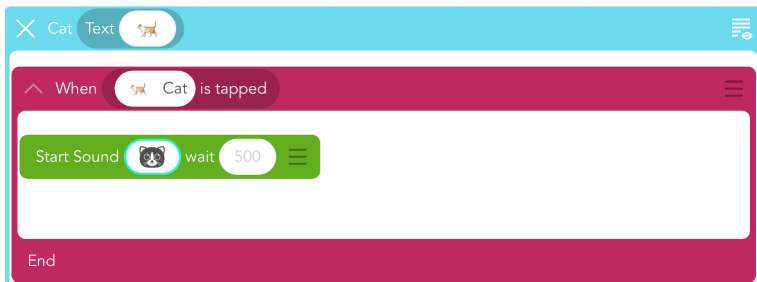 Cat Text
When Cat is tapped
Start Sound wait 500
End